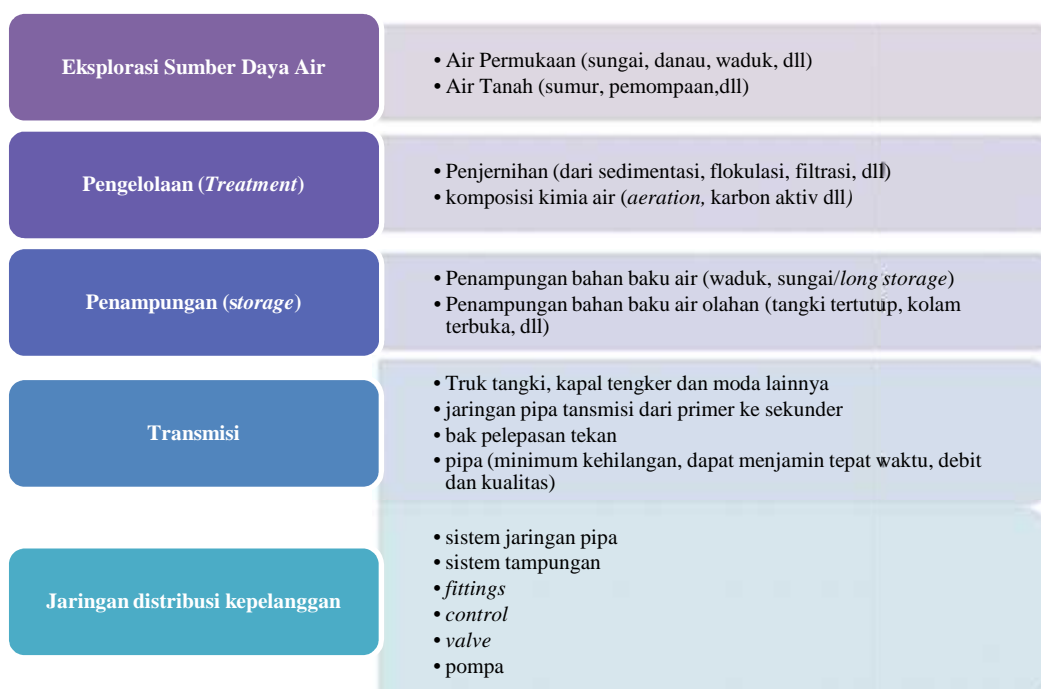 Eksplorasi Sumber Daya Air
• Air Permukaan (sungai, danau, waduk, dll)
• Air Tanah (sumur, pemompaan,dll)
Pengelolaan (Treatment)
• Penjernihan (dari sedimentasi, flokulasi, filtrasi, dll)
• komposisi kimia air (aeration, karbon aktiv dll)
Penampungan (storage)
• Penampungan bahan baku air (waduk, sungai/long storage)
• Penampungan bahan baku air olahan (tangki tertutup, kolam
terbuka, dll)
Transmisi
• Truk tangki, kapal tengker dan moda lainnya
• jaringan pipa tansmisi dari primer ke sekunder
• bak pelepasan tekan
• pipa (minimum kehilangan, dapat menjamin tepat waktu, debit
dan kualitas)
Jaringan distribusi kepelanggan
• sistem jaringan pipa
• sistem tampungan
• fittings
• control
• valve
• pompa